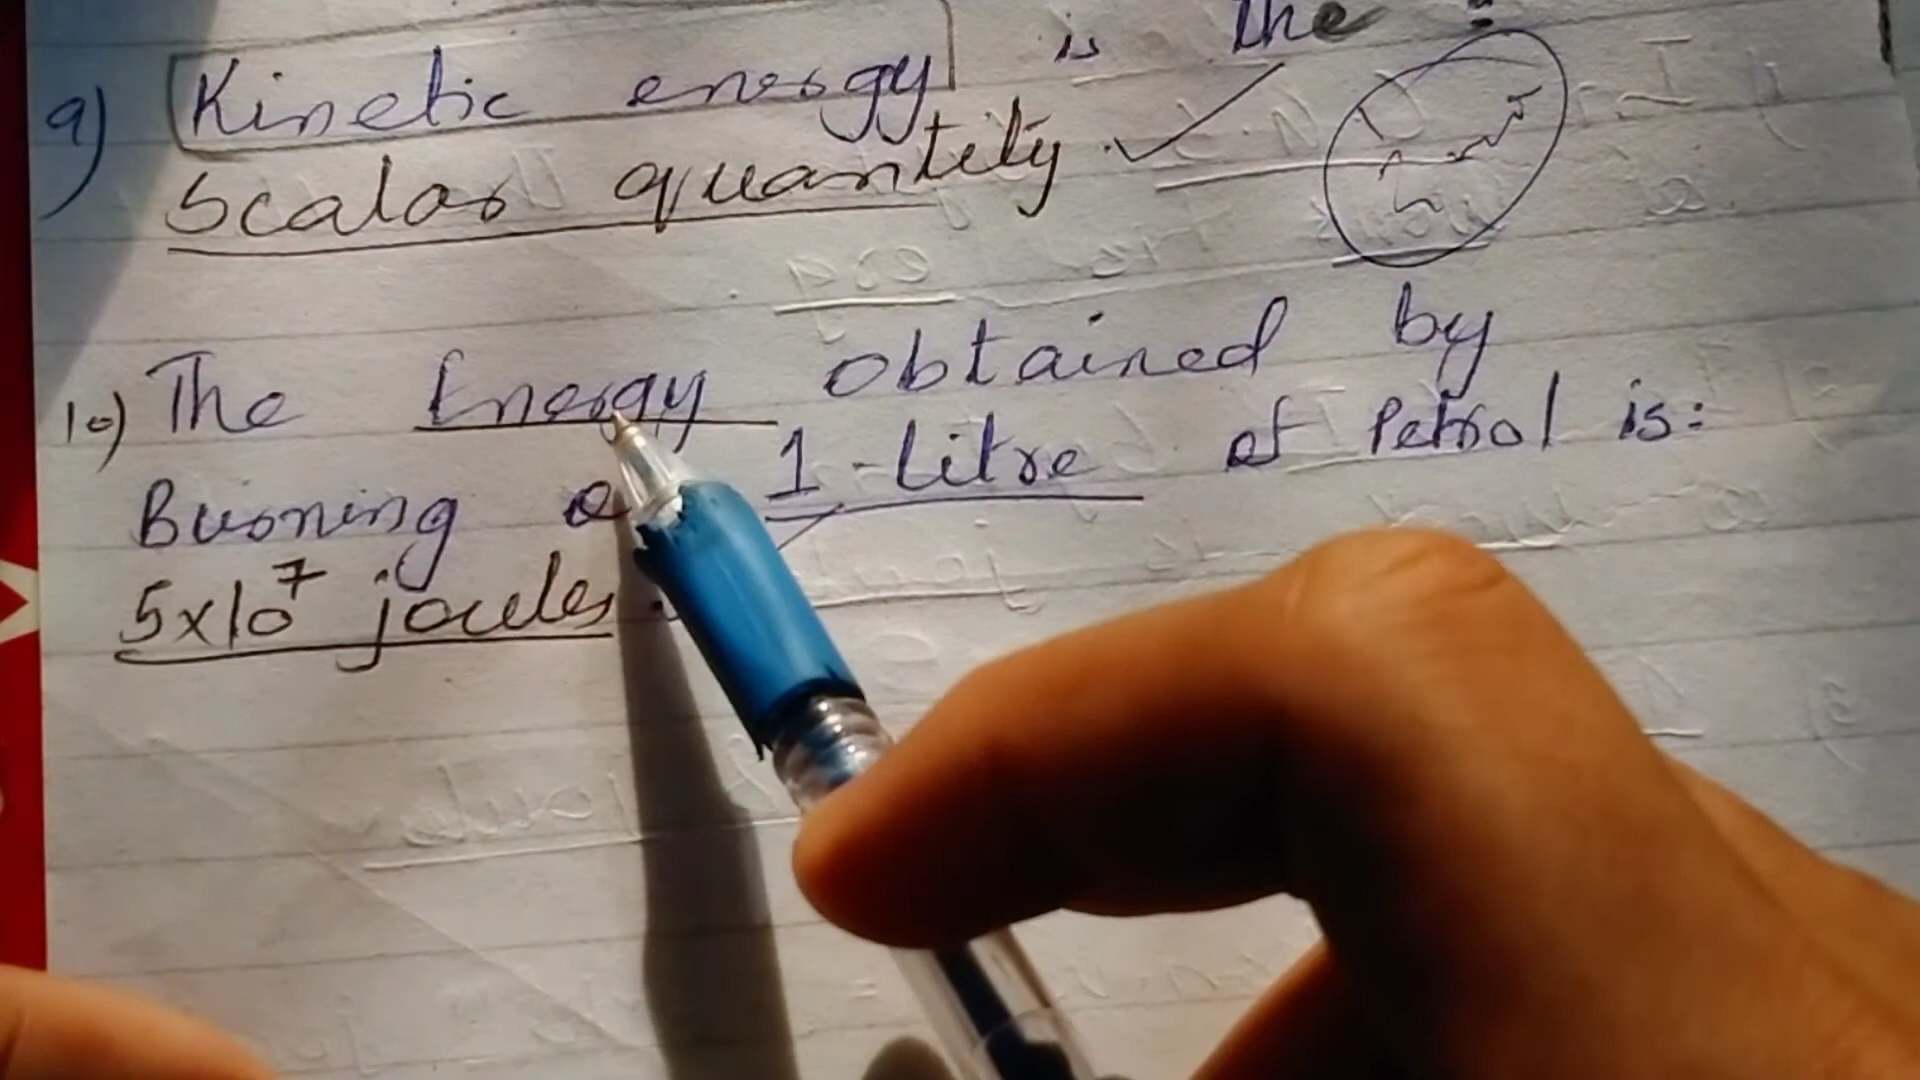 9) Kinetic energy is the :
Scalar quantity.
10) The Energy obtained by
Burning 1-litre of Petrol is:
5x10⁷ joules.